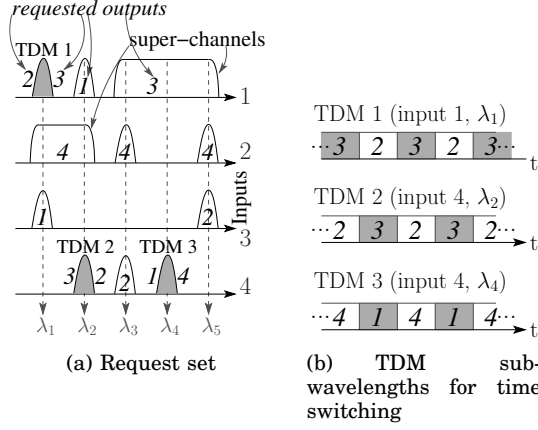 requested outputs
TDM 1
super-channels
2 3 1 3
1
4 4 4
2
1 2
3
Inputs
TDM 2 TDM 3
3 2 2 1 4
4
λ1 λ2 λ3 λ4 λ5
(a) Request set
TDM 1 (input 1, λ1)
··· 3 2 3 2 3 ···
t
TDM 2 (input 4, λ2)
··· 2 3 2 3 2 ···
t
TDM 3 (input 4, λ4)
··· 4 1 4 1 4 ···
t
(b) TDM sub-
wavelengths for time
switching